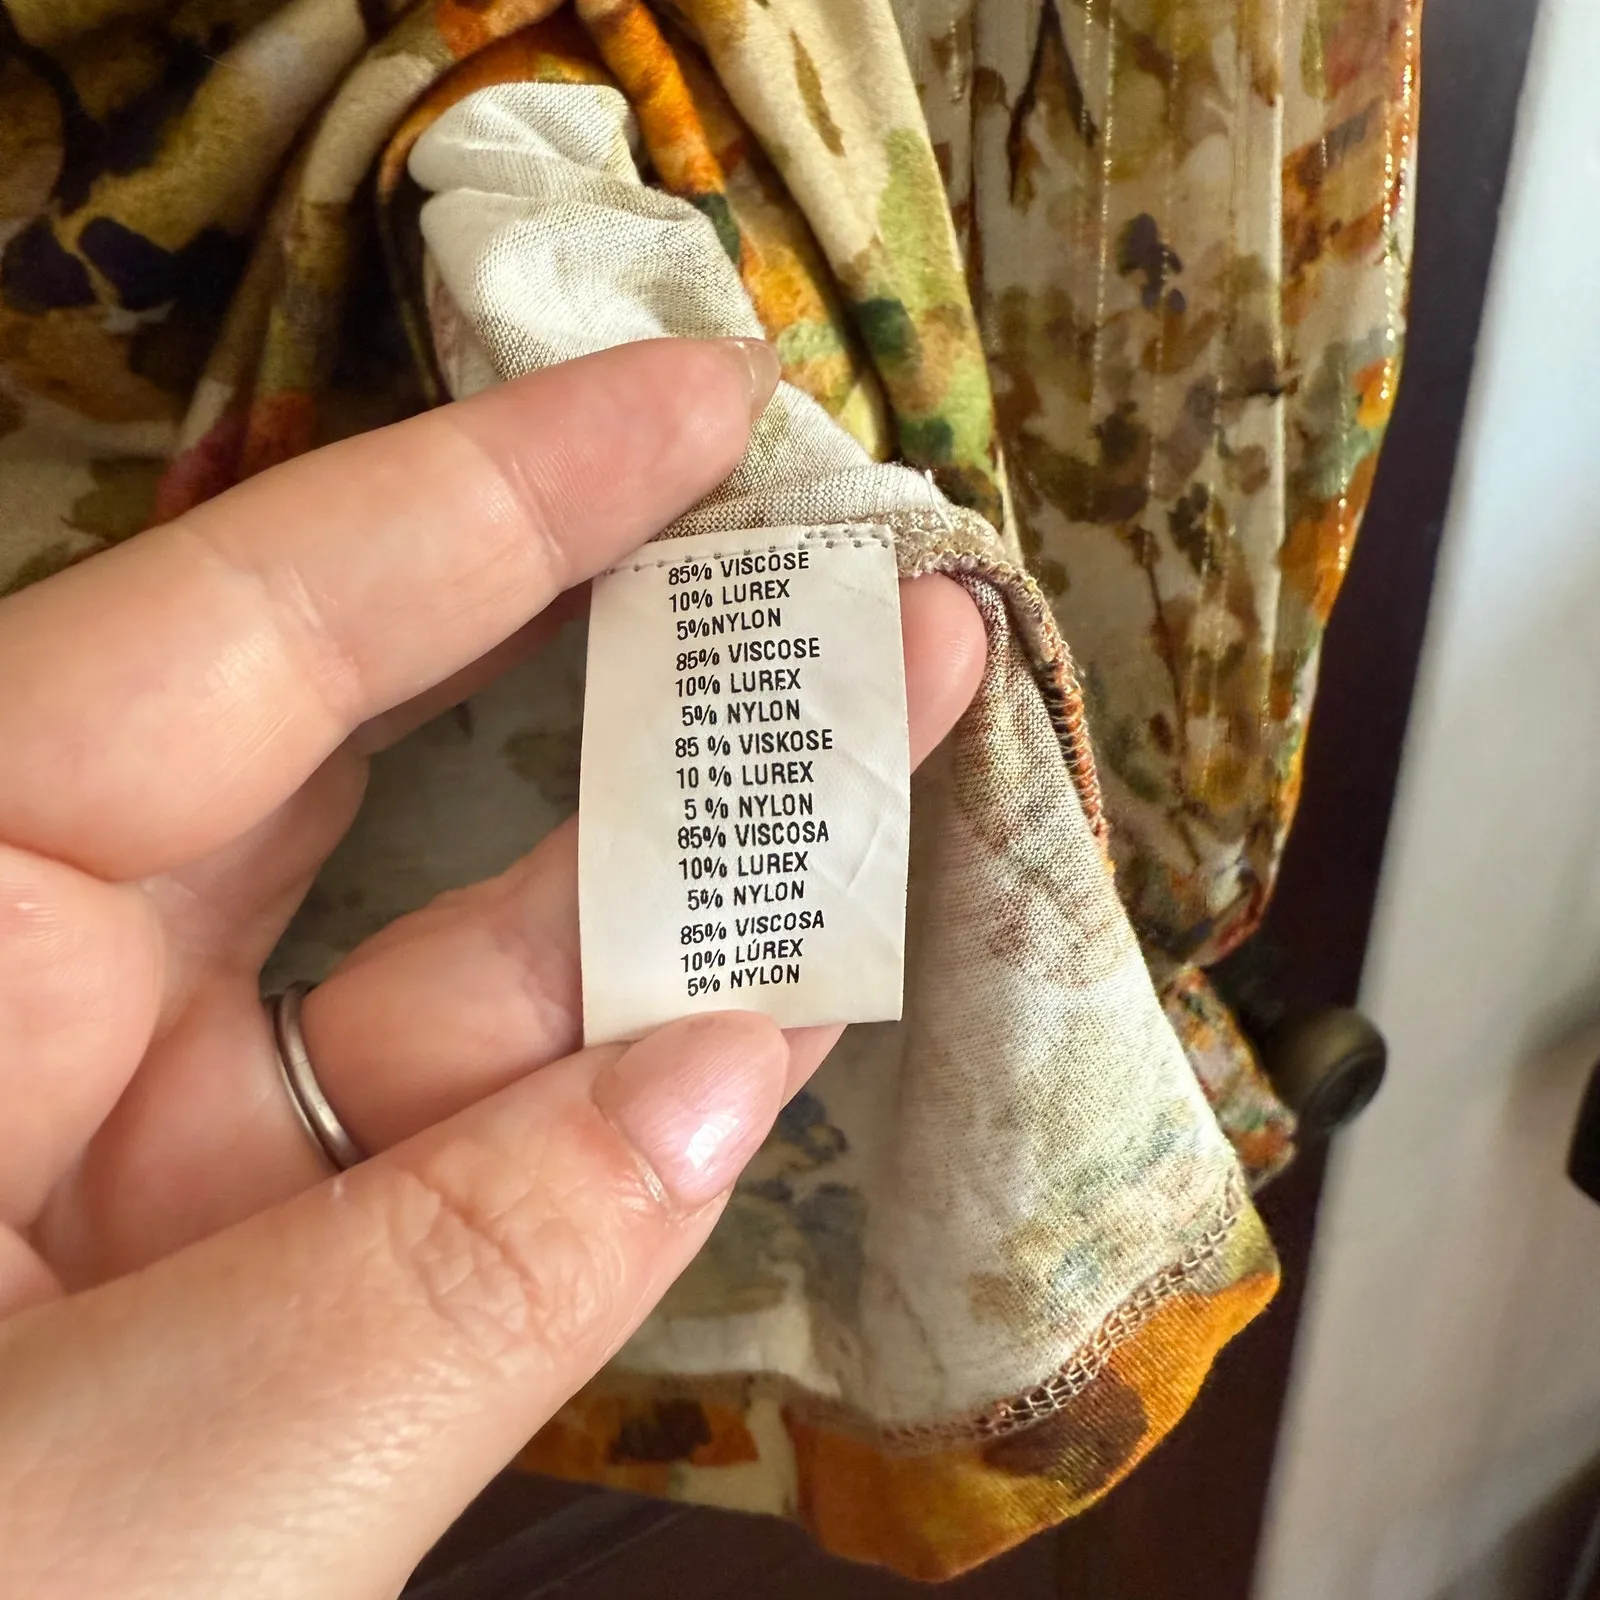 85% VISCOSE
10% LUREX
5%NYLON
85% VISCOSE
10% LUREX
5% NYLON
85 % VISKOSE
10 % LUREX
5 % NYLON
85% VISCOSA
10% LUREX
5% NYLON
85% VISCOSA
10% LÚREX
5% NYLON